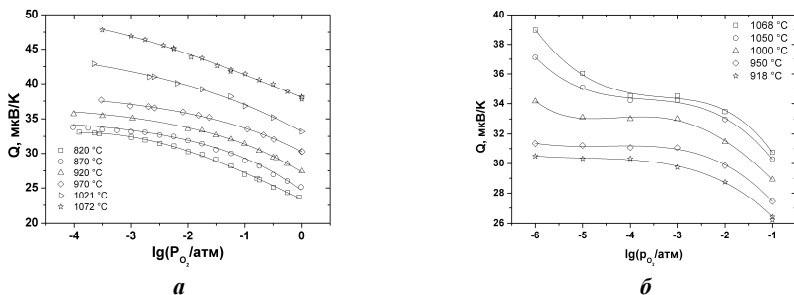 Q, мкВ/К
50
45
40
35
30
25
20
820 °C
870 °C
920 °C
970 °C
1021 °C
1072 °C
-4
-3
-2
-1
0
lg(P_O₂/атм)
а
Q, мкВ/К
40
38
36
34
32
30
28
26
1068 °C
1050 °C
1000 °C
950 °C
918 °C
-6
-5
-4
-3
-2
-1
lg(p_O₂/атм)
б